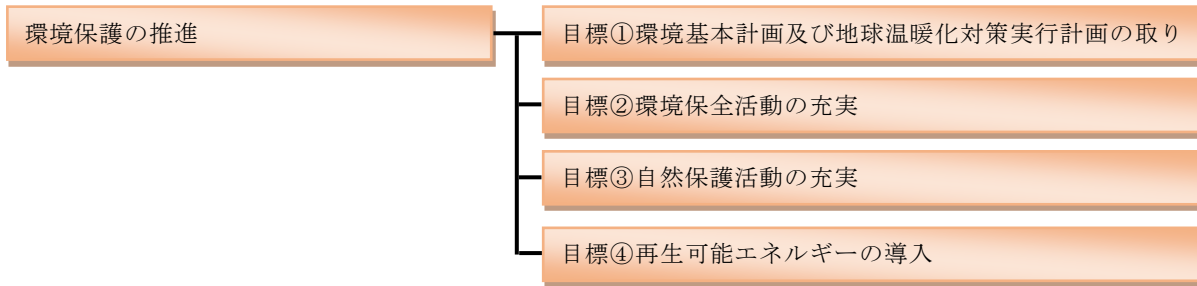 環境保護の推進
目標①環境基本計画及び地球温暖化対策実行計画の取り
目標②環境保全活動の充実
目標③自然保護活動の充実
目標④再生可能エネルギーの導入